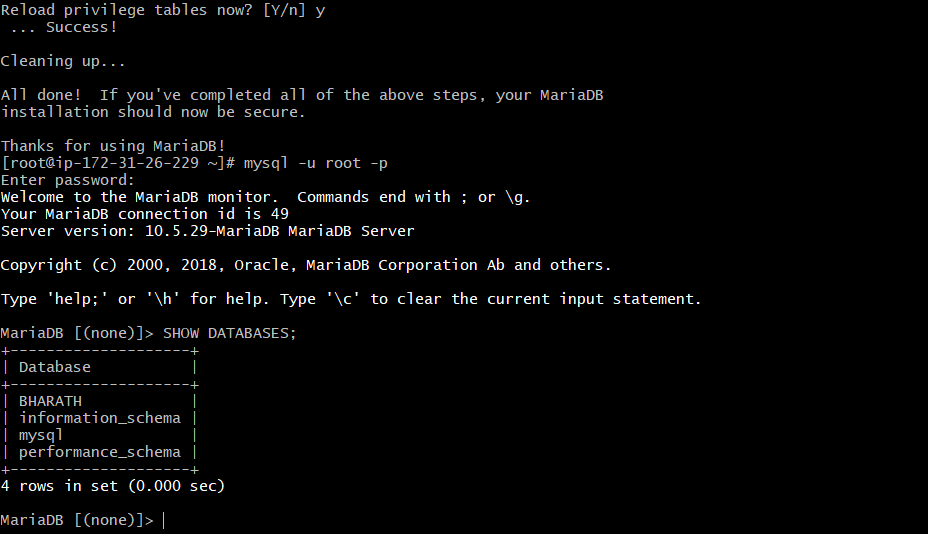 Reload privilege tables now? [Y/n] y
 ... Success!
Cleaning up...
All done!  If you've completed all of the above steps, your MariaDB
installation should now be secure.
Thanks for using MariaDB!
[root@ip-172-31-26-229 ~]# mysql -u root -p
Enter password:
Welcome to the MariaDB monitor.  Commands end with ; or \g.
Your MariaDB connection id is 49
Server version: 10.5.29-MariaDB MariaDB Server
Copyright (c) 2000, 2018, Oracle, MariaDB Corporation Ab and others.
Type 'help;' or '\h' for help. Type '\c' to clear the current input statement.
MariaDB [(none)]> SHOW DATABASES;
+--------------------+
| Database           |
+--------------------+
| BHARATH            |
| information_schema |
| mysql              |
| performance_schema |
+--------------------+
4 rows in set (0.000 sec)
MariaDB [(none)]>